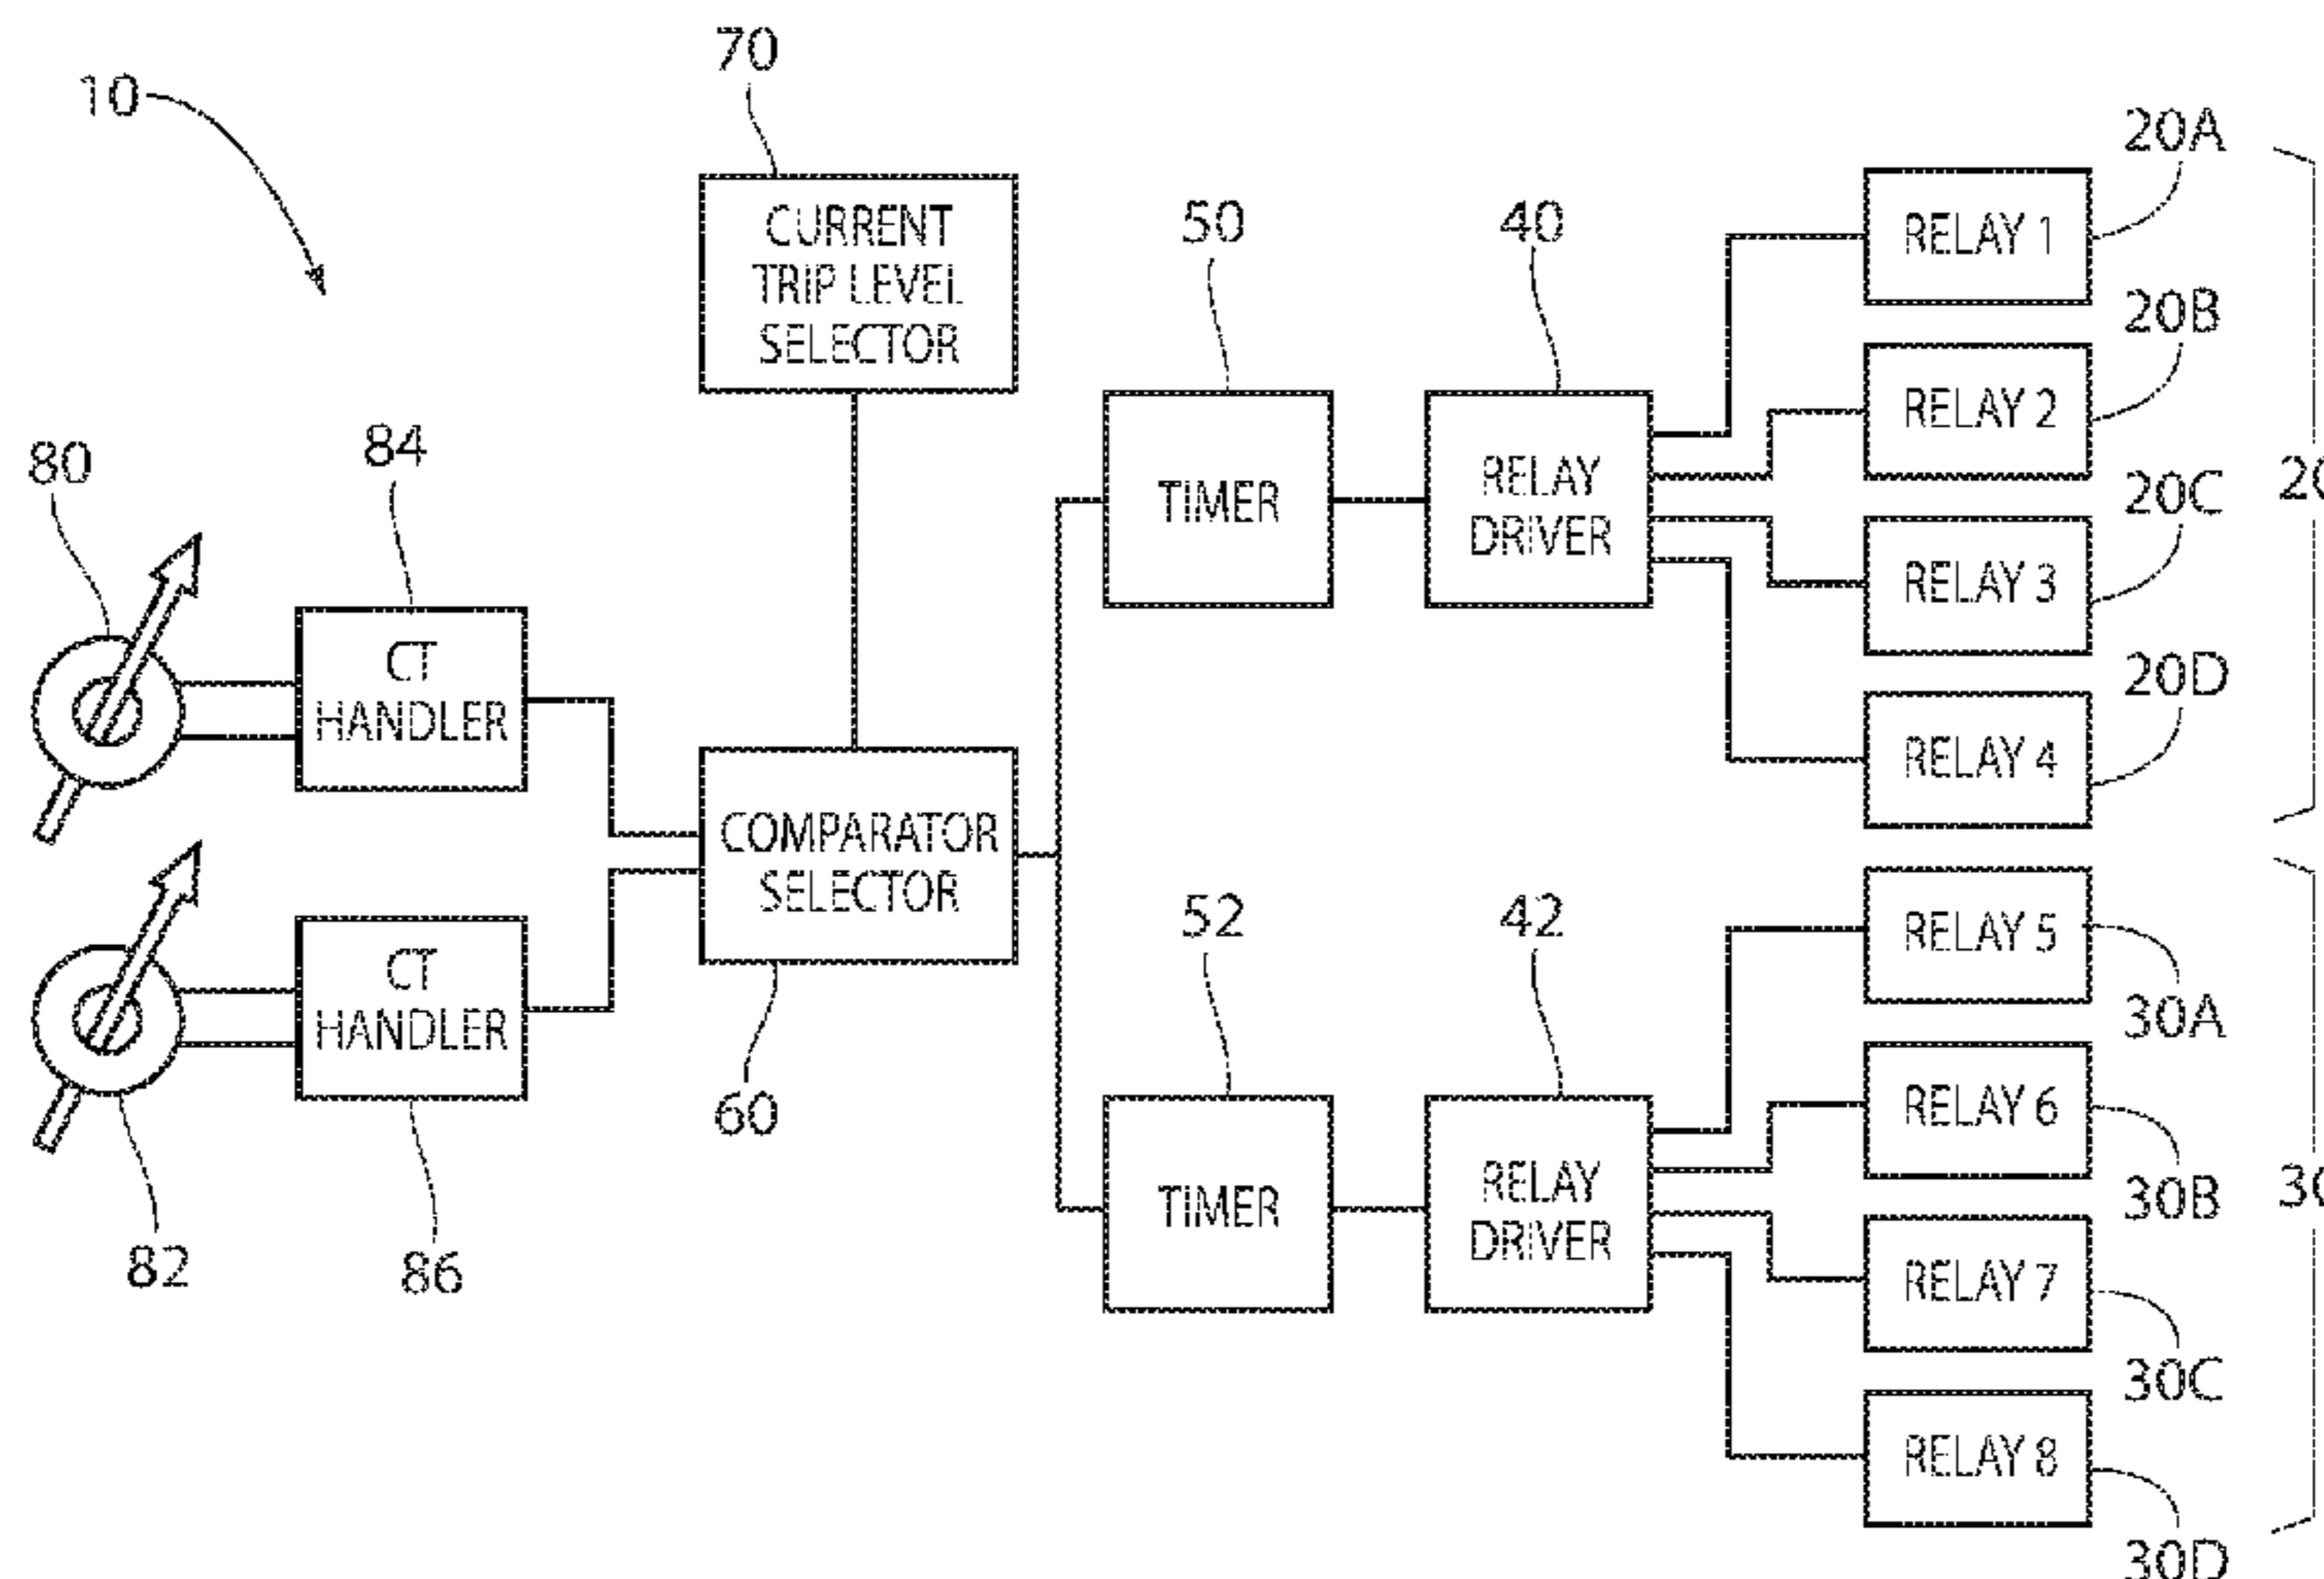 10
70
CURRENT
TRIP LEVEL
SELECTOR
50
40
20A
RELAY 1
20B
RELAY 2
20C
RELAY 3
20D
RELAY 4
20
80
84
CT
HANDLER
TIMER
RELAY
DRIVER
COMPARATOR
SELECTOR
60
82
CT
HANDLER
86
52
42
TIMER
RELAY
DRIVER
RELAY 5
30A
RELAY 6
30B
RELAY 7
30C
RELAY 8
30D
30